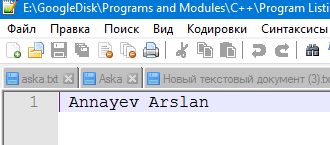 E:\GoogleDisk\Programs and Modules\C++\Program Listi
Файл Правка Поиск Вид Кодировки Синтаксисы
aska.txt Aska Новый текстовый документ (3).tx
1 Annayev Arslan